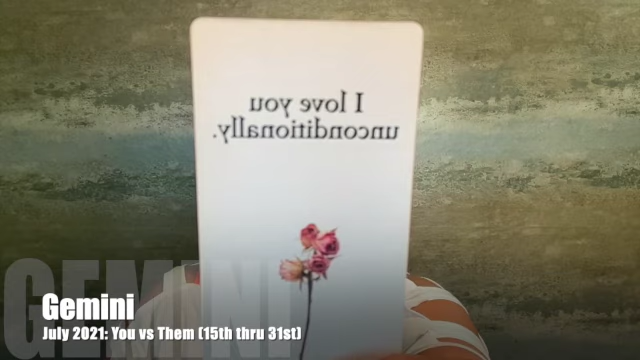 I love you
unconditionally.
GEMINI
Gemini
July 2021: You vs Them (15th thru 31st)